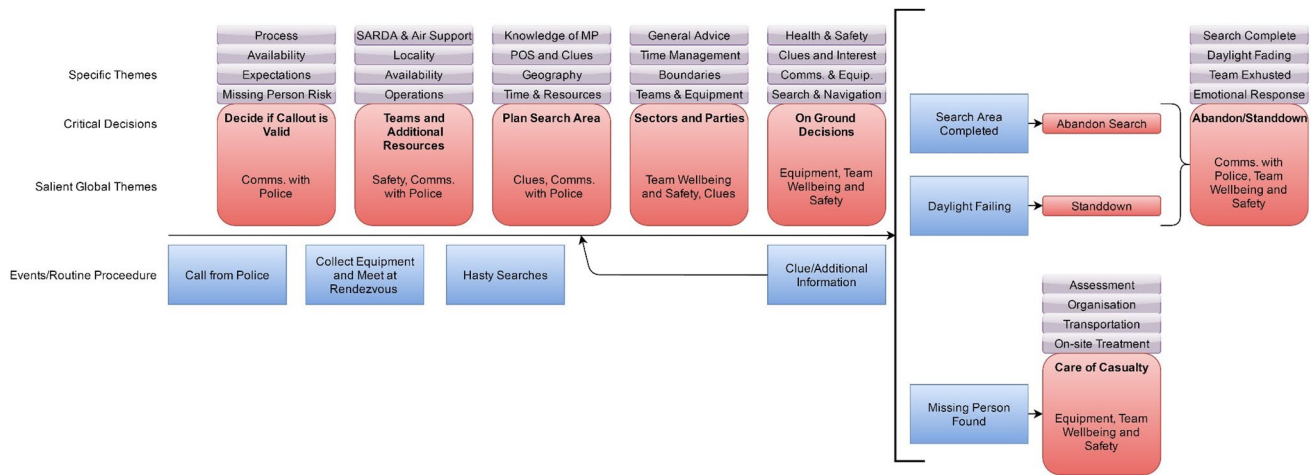 Specific Themes
Critical Decisions
Salient Global Themes
Events/Routine Proceedure
Process
Availability
Expectations
Missing Person Risk
Decide if Callout is
Valid
Comms. with
Police
SARDA & Air Support
Locality
Availability
Operations
Teams and
Additional
Resources
Safety, Comms.
with Police
Knowledge of MP
POS and Clues
Geography
Time & Resources
Plan Search Area
Clues, Comms.
with Police
General Advice
Time Management
Boundaries
Teams & Equipment
Sectors and Parties
Team Wellbeing
and Safety, Clues
Health & Safety
Clues and Interest
Comms. & Equip.
Search & Navigation
On Ground
Decisions
Equipment, Team
Wellbeing and
Safety
Call from Police
Collect Equipment
and Meet at
Rendezvous
Hasty Searches
Clue/Additional
Information
Search Area
Completed
Abandon Search
Daylight Failing
Standdown
Search Complete
Daylight Fading
Team Exhusted
Emotional Response
Abandon/Standdown
Comms. with
Police, Team
Wellbeing and
Safety
Missing Person
Found
Assessment
Organisation
Transportation
On-site Treatment
Care of Casualty
Equipment, Team
Wellbeing and
Safety